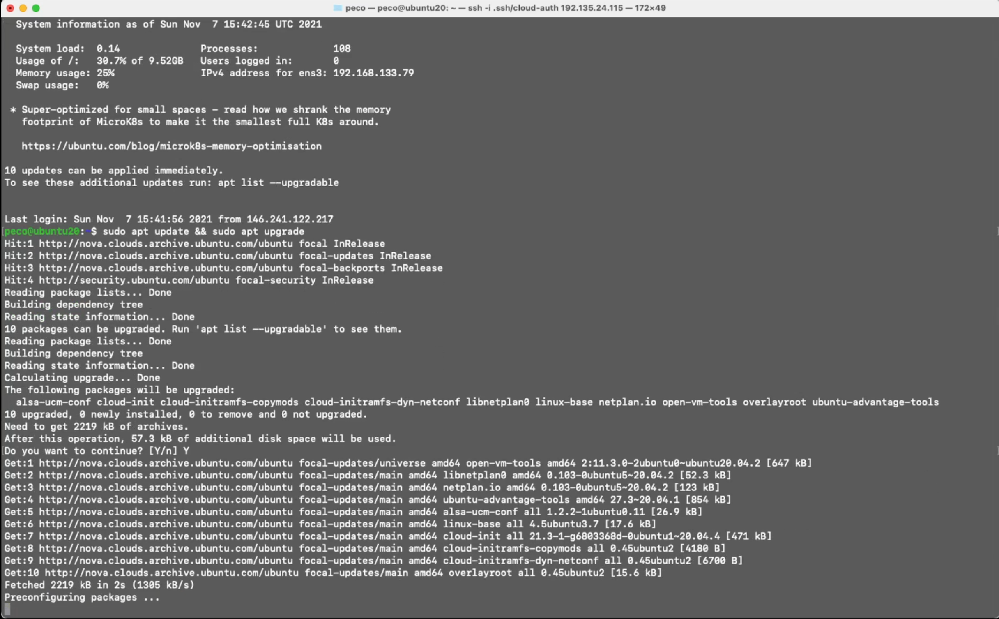 peco — peco@ubuntu20: ~ — ssh -i .ssh/cloud-auth 192.135.24.115 — 172×49
System information as of Sun Nov  7 15:42:45 UTC 2021
System load:  0.14              Processes:             108
Usage of /:   30.7% of 9.52GB   Users logged in:       0
Memory usage: 25%               IPv4 address for ens3: 192.168.133.79
Swap usage:   0%
* Super-optimized for small spaces - read how we shrank the memory
footprint of MicroK8s to make it the smallest full K8s around.
https://ubuntu.com/blog/microk8s-memory-optimisation
10 updates can be applied immediately.
To see these additional updates run: apt list --upgradable
Last login: Sun Nov  7 15:41:56 2021 from 146.241.122.217
peco@ubuntu20:~$ sudo apt update && sudo apt upgrade
Hit:1 http://nova.clouds.archive.ubuntu.com/ubuntu focal InRelease
Hit:2 http://nova.clouds.archive.ubuntu.com/ubuntu focal-updates InRelease
Hit:3 http://nova.clouds.archive.ubuntu.com/ubuntu focal-backports InRelease
Hit:4 http://security.ubuntu.com/ubuntu focal-security InRelease
Reading package lists... Done
Building dependency tree
Reading state information... Done
10 packages can be upgraded. Run 'apt list --upgradable' to see them.
Reading package lists... Done
Building dependency tree
Reading state information... Done
Calculating upgrade... Done
The following packages will be upgraded:
alsa-ucm-conf cloud-init cloud-initramfs-copymods cloud-initramfs-dyn-netconf libnetplan0 linux-base netplan.io open-vm-tools overlayroot ubuntu-advantage-tools
10 upgraded, 0 newly installed, 0 to remove and 0 not upgraded.
Need to get 2219 kB of archives.
After this operation, 57.3 kB of additional disk space will be used.
Do you want to continue? [Y/n] Y
Get:1 http://nova.clouds.archive.ubuntu.com/ubuntu focal-updates/universe amd64 open-vm-tools amd64 2:11.3.0-2ubuntu0~ubuntu20.04.2 [647 kB]
Get:2 http://nova.clouds.archive.ubuntu.com/ubuntu focal-updates/main amd64 libnetplan0 amd64 0.103-0ubuntu5~20.04.2 [52.3 kB]
Get:3 http://nova.clouds.archive.ubuntu.com/ubuntu focal-updates/main amd64 netplan.io amd64 0.103-0ubuntu5~20.04.2 [123 kB]
Get:4 http://nova.clouds.archive.ubuntu.com/ubuntu focal-updates/main amd64 ubuntu-advantage-tools amd64 27.3~20.04.1 [854 kB]
Get:5 http://nova.clouds.archive.ubuntu.com/ubuntu focal-updates/main amd64 alsa-ucm-conf all 1.2.2-1ubuntu0.11 [26.9 kB]
Get:6 http://nova.clouds.archive.ubuntu.com/ubuntu focal-updates/main amd64 linux-base all 4.5ubuntu3.7 [17.6 kB]
Get:7 http://nova.clouds.archive.ubuntu.com/ubuntu focal-updates/main amd64 cloud-init all 21.3-1-g6803368d-0ubuntu1~20.04.4 [471 kB]
Get:8 http://nova.clouds.archive.ubuntu.com/ubuntu focal-updates/main amd64 cloud-initramfs-copymods all 0.45ubuntu2 [4180 B]
Get:9 http://nova.clouds.archive.ubuntu.com/ubuntu focal-updates/main amd64 cloud-initramfs-dyn-netconf all 0.45ubuntu2 [6700 B]
Get:10 http://nova.clouds.archive.ubuntu.com/ubuntu focal-updates/main amd64 overlayroot all 0.45ubuntu2 [15.6 kB]
Fetched 2219 kB in 2s (1305 kB/s)
Preconfiguring packages ...